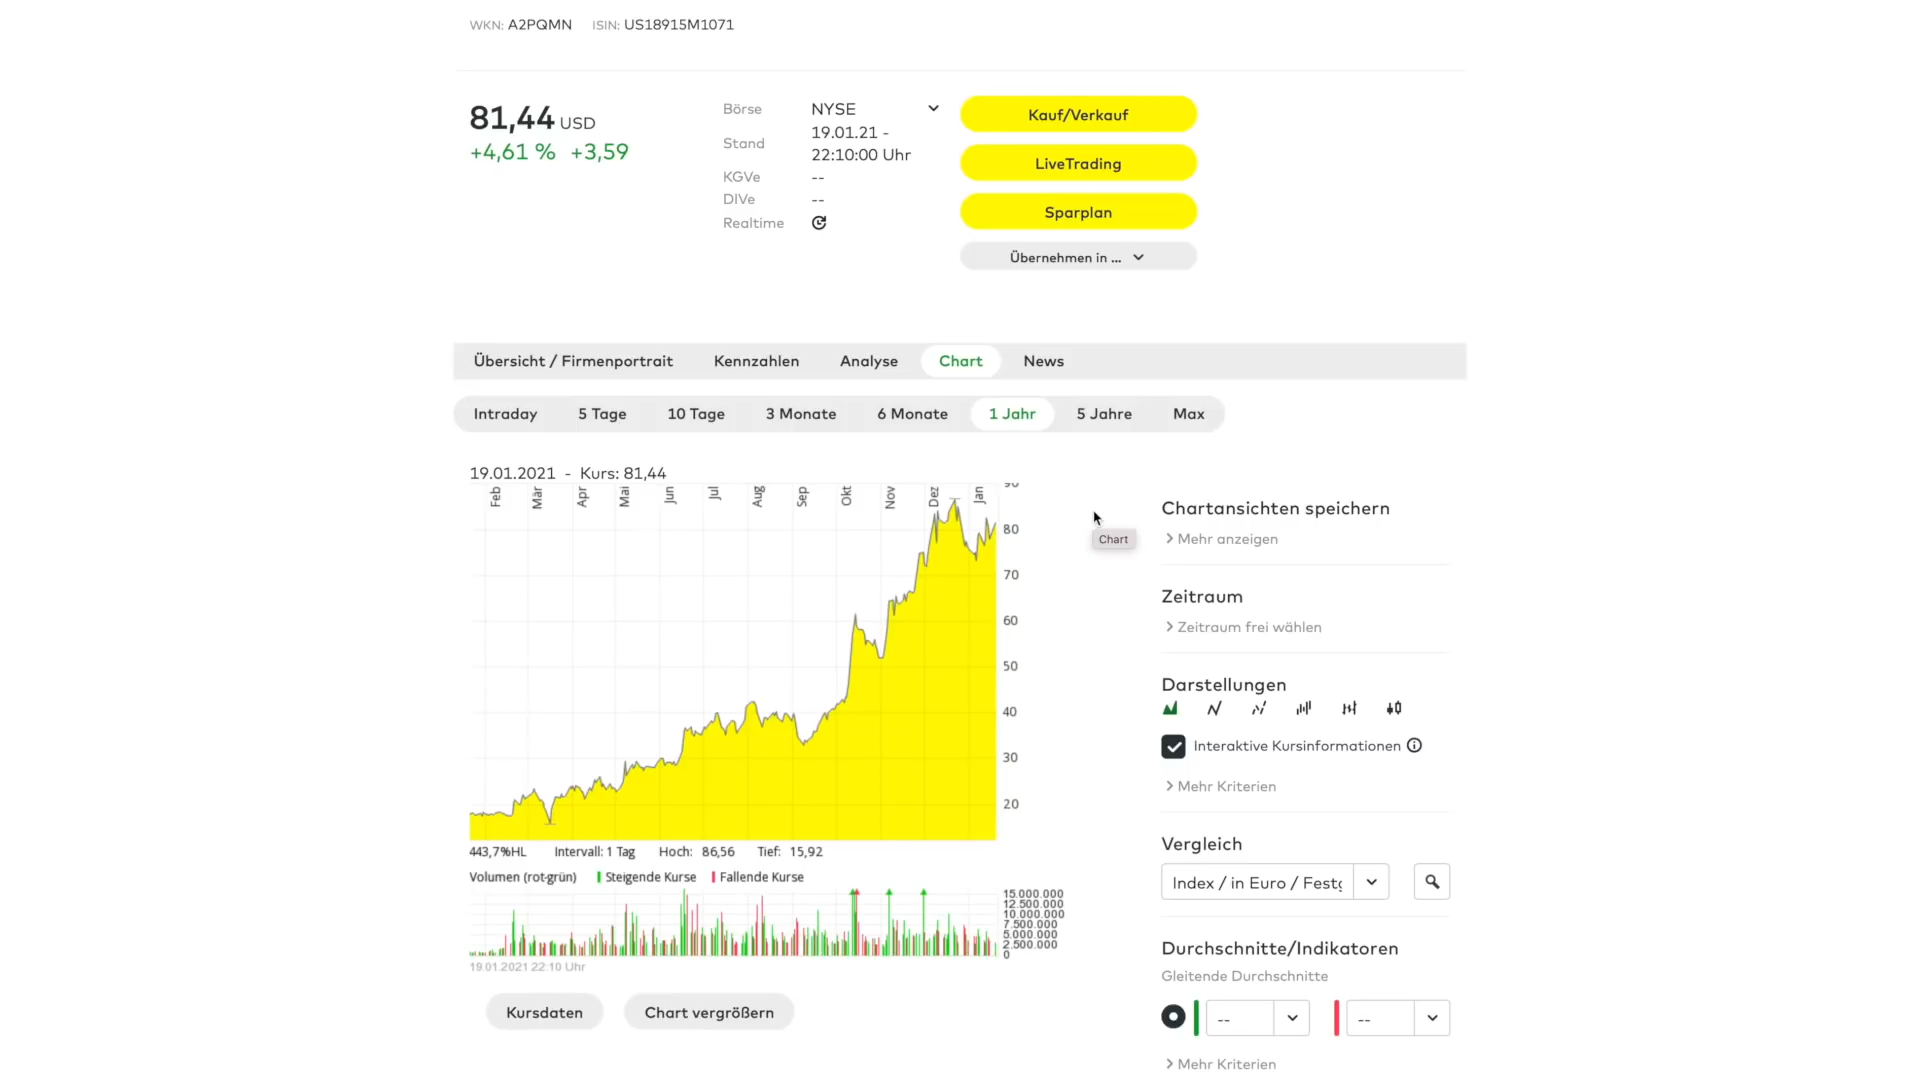 WKN: A2PQMN ISIN: US18915M1071
81,44 USD
+4,61 % +3,59
Börse NYSE
Stand 19.01.21 -
22:10:00 Uhr
KGVe --
DIVe --
Realtime
Kauf/Verkauf
LiveTrading
Sparplan
Übernehmen in ...
Übersicht / Firmenportrait Kennzahlen Analyse Chart News
Intraday 5 Tage 10 Tage 3 Monate 6 Monate 1 Jahr 5 Jahre Max
19.01.2021 - Kurs: 81,44
Feb Mär Apr Mai Jun Jul Aug Sep Okt Nov Dez Jan
90
80
70
60
50
40
30
20
443,7%HL Intervall: 1 Tag Hoch: 86,56 Tief: 15,92
Volumen (rot-grün) Steigende Kurse Fallende Kurse
15.000.000
12.500.000
10.000.000
7.500.000
5.000.000
2.500.000
0
19.01.2021 22:10 Uhr
Kursdaten Chart vergrößern
Chart
Chartansichten speichern
Mehr anzeigen
Zeitraum
Zeitraum frei wählen
Darstellungen
Interaktive Kursinformationen
Mehr Kriterien
Vergleich
Index / in Euro / Festg
Durchschnitte/Indikatoren
Gleitende Durchschnitte
-- --
Mehr Kriterien